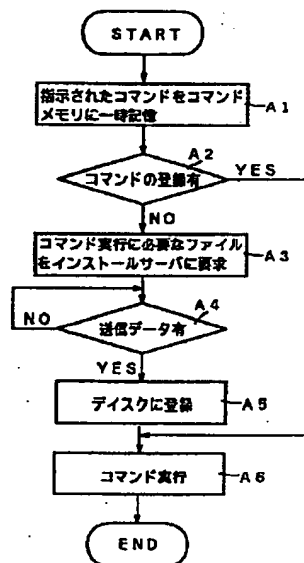 START
指示されたコマンドをコマンド
メモリに一時記憶
A1
A2
コマンドの登録有
YES
NO
コマンド実行に必要なファイル
をインストールサーバに要求
A3
A4
NO
送信データ有
YES
ディスクに登録
A5
コマンド実行
A6
END